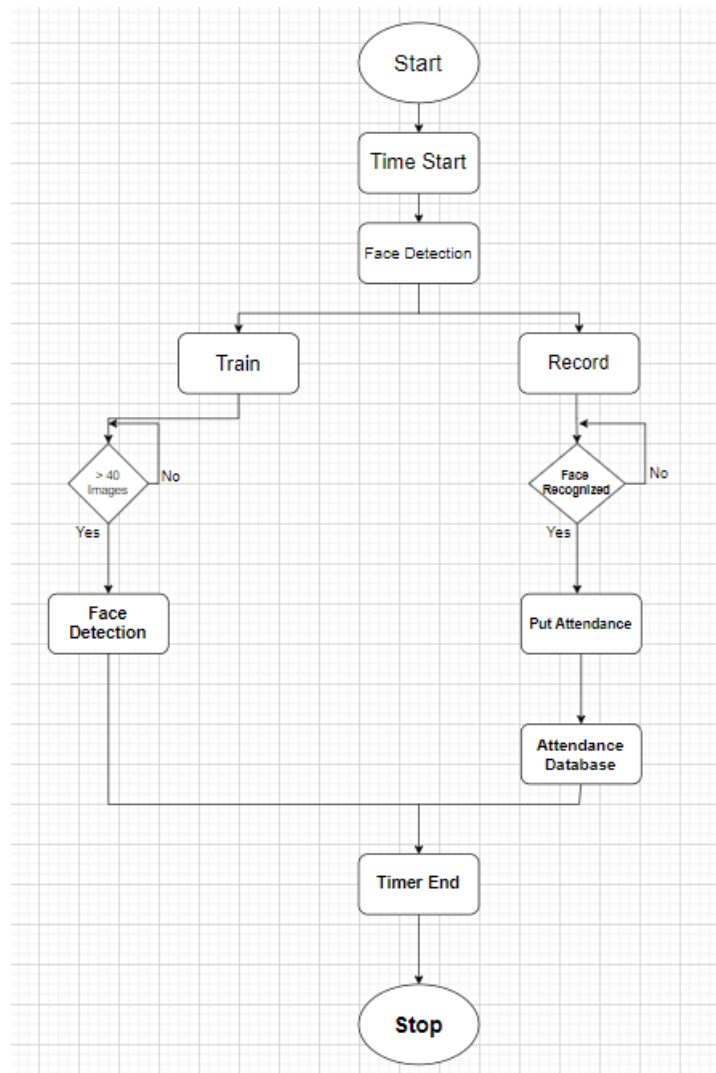 Start
Time Start
Face Detection
Train
Record
> 40
Images
No
Yes
Face
Recognized
No
Yes
Face
Detection
Put Attendance
Attendance
Database
Timer End
Stop